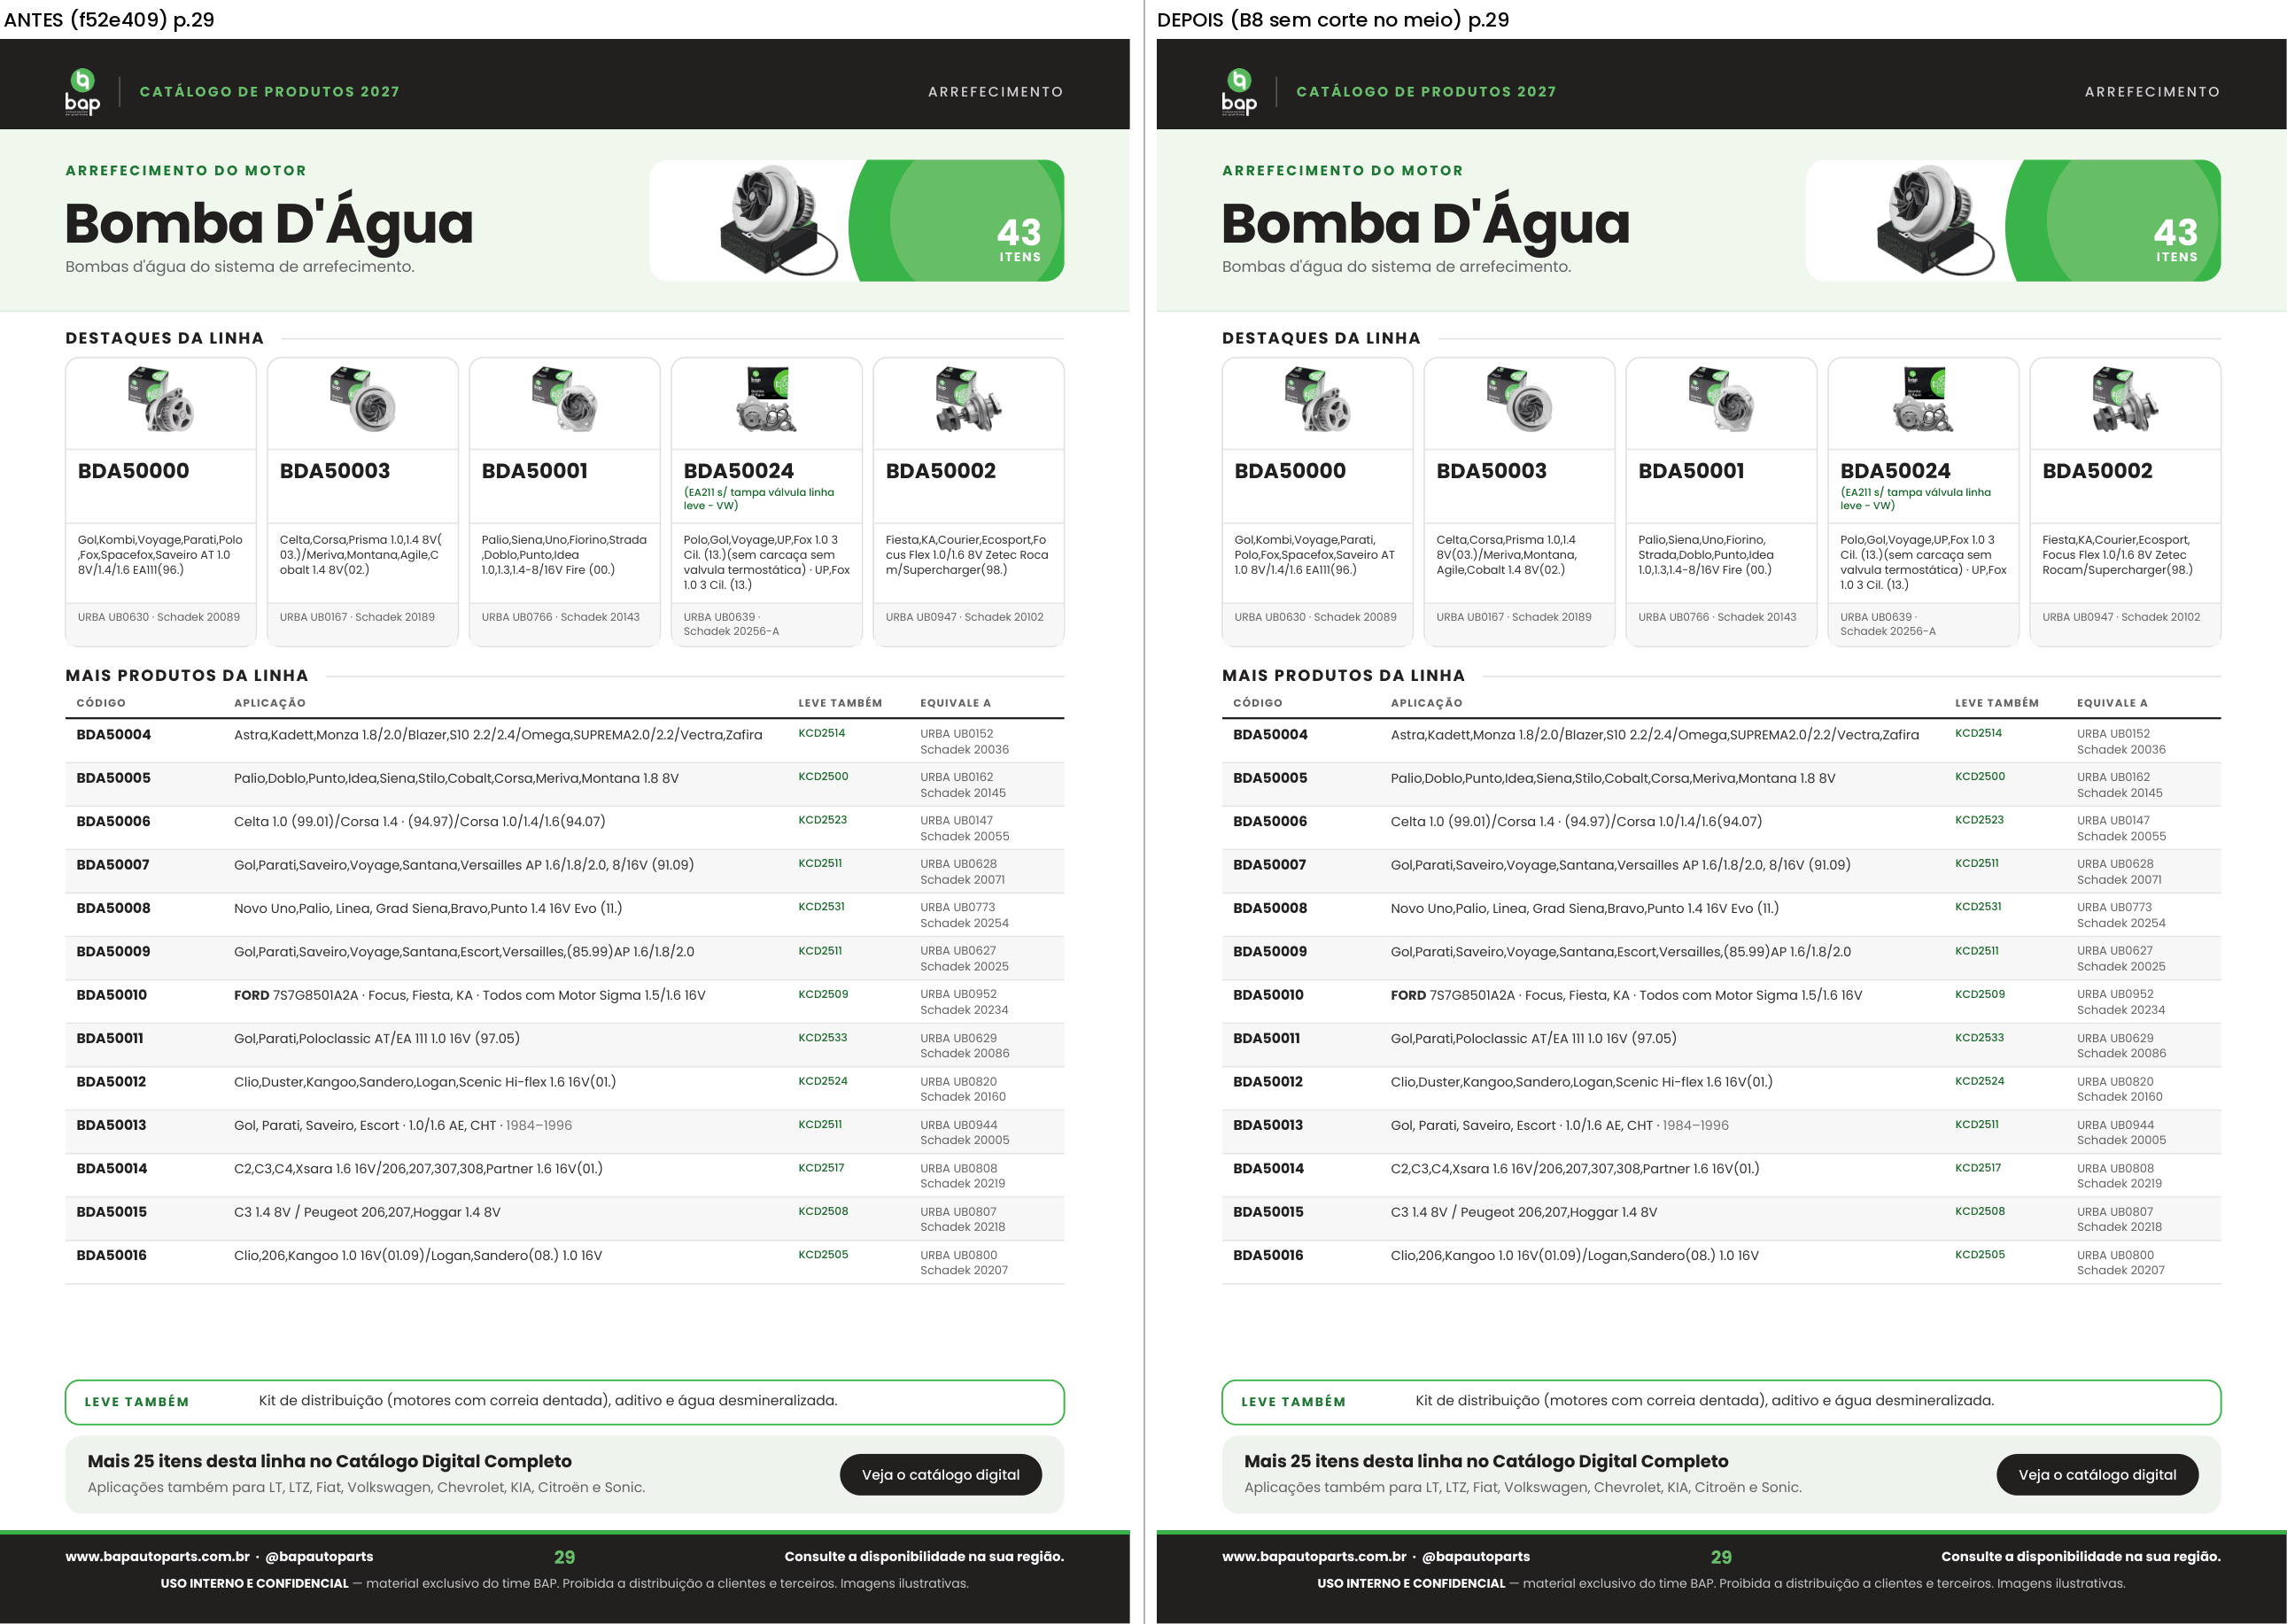 ANTES (f52e409) p.29
bap
CATÁLOGO DE PRODUTOS 2027
ARREFECIMENTO
ARREFECIMENTO DO MOTOR
Bomba D'Água
Bombas d'água do sistema de arrefecimento.
43
ITENS
DESTAQUES DA LINHA
BDA50000
Gol,Kombi,Voyage,Parati,Polo
,Fox,Spacefox,Saveiro AT 1.0
8V/1.4/1.6 EA111(96.)
URBA UB0630 · Schadek 20089
BDA50003
Celta,Corsa,Prisma 1.0,1.4 8V(
03.)/Meriva,Montana,Agile,C
obalt 1.4 8V(02.)
URBA UB0167 · Schadek 20189
BDA50001
Palio,Siena,Uno,Fiorino,Strada
,Doblo,Punto,Idea
1.0,1.3,1.4-8/16V Fire (00.)
URBA UB0766 · Schadek 20143
BDA50024
(EA211 s/ tampa válvula linha
leve - VW)
Polo,Gol,Voyage,UP,Fox 1.0 3
Cil. (13.)(sem carcaça sem
valvula termostática) · UP,Fox
1.0 3 Cil. (13.)
URBA UB0639 ·
Schadek 20256-A
BDA50002
Fiesta,KA,Courier,Ecosport,Fo
cus Flex 1.0/1.6 8V Zetec Roca
m/Supercharger(98.)
URBA UB0947 · Schadek 20102
MAIS PRODUTOS DA LINHA
CÓDIGO APLICAÇÃO LEVE TAMBÉM EQUIVALE A
BDA50004 Astra,Kadett,Monza 1.8/2.0/Blazer,S10 2.2/2.4/Omega,SUPREMA2.0/2.2/Vectra,Zafira KCD2514 URBA UB0152
Schadek 20036
BDA50005 Palio,Doblo,Punto,Idea,Siena,Stilo,Cobalt,Corsa,Meriva,Montana 1.8 8V KCD2500 URBA UB0162
Schadek 20145
BDA50006 Celta 1.0 (99.01)/Corsa 1.4 · (94.97)/Corsa 1.0/1.4/1.6(94.07) KCD2523 URBA UB0147
Schadek 20055
BDA50007 Gol,Parati,Saveiro,Voyage,Santana,Versailles AP 1.6/1.8/2.0, 8/16V (91.09) KCD2511 URBA UB0628
Schadek 20071
BDA50008 Novo Uno,Palio, Linea, Grad Siena,Bravo,Punto 1.4 16V Evo (11.) KCD2531 URBA UB0773
Schadek 20254
BDA50009 Gol,Parati,Saveiro,Voyage,Santana,Escort,Versailles,(85.99)AP 1.6/1.8/2.0 KCD2511 URBA UB0627
Schadek 20025
BDA50010 FORD 7S7G8501A2A · Focus, Fiesta, KA · Todos com Motor Sigma 1.5/1.6 16V KCD2509 URBA UB0952
Schadek 20234
BDA50011 Gol,Parati,Poloclassic AT/EA 111 1.0 16V (97.05) KCD2533 URBA UB0629
Schadek 20086
BDA50012 Clio,Duster,Kangoo,Sandero,Logan,Scenic Hi-flex 1.6 16V(01.) KCD2524 URBA UB0820
Schadek 20160
BDA50013 Gol, Parati, Saveiro, Escort · 1.0/1.6 AE, CHT · 1984–1996 KCD2511 URBA UB0944
Schadek 20005
BDA50014 C2,C3,C4,Xsara 1.6 16V/206,207,307,308,Partner 1.6 16V(01.) KCD2517 URBA UB0808
Schadek 20219
BDA50015 C3 1.4 8V / Peugeot 206,207,Hoggar 1.4 8V KCD2508 URBA UB0807
Schadek 20218
BDA50016 Clio,206,Kangoo 1.0 16V(01.09)/Logan,Sandero(08.) 1.0 16V KCD2505 URBA UB0800
Schadek 20207
LEVE TAMBÉM Kit de distribuição (motores com correia dentada), aditivo e água desmineralizada.
Mais 25 itens desta linha no Catálogo Digital Completo
Aplicações também para LT, LTZ, Fiat, Volkswagen, Chevrolet, KIA, Citroën e Sonic.
Veja o catálogo digital
www.bapautoparts.com.br · @bapautoparts 29 Consulte a disponibilidade na sua região.
USO INTERNO E CONFIDENCIAL — material exclusivo do time BAP. Proibida a distribuição a clientes e terceiros. Imagens ilustrativas.
DEPOIS (B8 sem corte no meio) p.29
bap
CATÁLOGO DE PRODUTOS 2027
ARREFECIMENTO
ARREFECIMENTO DO MOTOR
Bomba D'Água
Bombas d'água do sistema de arrefecimento.
43
ITENS
DESTAQUES DA LINHA
BDA50000
Gol,Kombi,Voyage,Parati,
Polo,Fox,Spacefox,Saveiro AT
1.0 8V/1.4/1.6 EA111(96.)
URBA UB0630 · Schadek 20089
BDA50003
Celta,Corsa,Prisma 1.0,1.4
8V(03.)/Meriva,Montana,
Agile,Cobalt 1.4 8V(02.)
URBA UB0167 · Schadek 20189
BDA50001
Palio,Siena,Uno,Fiorino,
Strada,Doblo,Punto,Idea
1.0,1.3,1.4-8/16V Fire (00.)
URBA UB0766 · Schadek 20143
BDA50024
(EA211 s/ tampa válvula linha
leve - VW)
Polo,Gol,Voyage,UP,Fox 1.0 3
Cil. (13.)(sem carcaça sem
valvula termostática) · UP,Fox
1.0 3 Cil. (13.)
URBA UB0639 ·
Schadek 20256-A
BDA50002
Fiesta,KA,Courier,Ecosport,
Focus Flex 1.0/1.6 8V Zetec
Rocam/Supercharger(98.)
URBA UB0947 · Schadek 20102
MAIS PRODUTOS DA LINHA
CÓDIGO APLICAÇÃO LEVE TAMBÉM EQUIVALE A
BDA50004 Astra,Kadett,Monza 1.8/2.0/Blazer,S10 2.2/2.4/Omega,SUPREMA2.0/2.2/Vectra,Zafira KCD2514 URBA UB0152
Schadek 20036
BDA50005 Palio,Doblo,Punto,Idea,Siena,Stilo,Cobalt,Corsa,Meriva,Montana 1.8 8V KCD2500 URBA UB0162
Schadek 20145
BDA50006 Celta 1.0 (99.01)/Corsa 1.4 · (94.97)/Corsa 1.0/1.4/1.6(94.07) KCD2523 URBA UB0147
Schadek 20055
BDA50007 Gol,Parati,Saveiro,Voyage,Santana,Versailles AP 1.6/1.8/2.0, 8/16V (91.09) KCD2511 URBA UB0628
Schadek 20071
BDA50008 Novo Uno,Palio, Linea, Grad Siena,Bravo,Punto 1.4 16V Evo (11.) KCD2531 URBA UB0773
Schadek 20254
BDA50009 Gol,Parati,Saveiro,Voyage,Santana,Escort,Versailles,(85.99)AP 1.6/1.8/2.0 KCD2511 URBA UB0627
Schadek 20025
BDA50010 FORD 7S7G8501A2A · Focus, Fiesta, KA · Todos com Motor Sigma 1.5/1.6 16V KCD2509 URBA UB0952
Schadek 20234
BDA50011 Gol,Parati,Poloclassic AT/EA 111 1.0 16V (97.05) KCD2533 URBA UB0629
Schadek 20086
BDA50012 Clio,Duster,Kangoo,Sandero,Logan,Scenic Hi-flex 1.6 16V(01.) KCD2524 URBA UB0820
Schadek 20160
BDA50013 Gol, Parati, Saveiro, Escort · 1.0/1.6 AE, CHT · 1984–1996 KCD2511 URBA UB0944
Schadek 20005
BDA50014 C2,C3,C4,Xsara 1.6 16V/206,207,307,308,Partner 1.6 16V(01.) KCD2517 URBA UB0808
Schadek 20219
BDA50015 C3 1.4 8V / Peugeot 206,207,Hoggar 1.4 8V KCD2508 URBA UB0807
Schadek 20218
BDA50016 Clio,206,Kangoo 1.0 16V(01.09)/Logan,Sandero(08.) 1.0 16V KCD2505 URBA UB0800
Schadek 20207
LEVE TAMBÉM Kit de distribuição (motores com correia dentada), aditivo e água desmineralizada.
Mais 25 itens desta linha no Catálogo Digital Completo
Aplicações também para LT, LTZ, Fiat, Volkswagen, Chevrolet, KIA, Citroën e Sonic.
Veja o catálogo digital
www.bapautoparts.com.br · @bapautoparts 29 Consulte a disponibilidade na sua região.
USO INTERNO E CONFIDENCIAL — material exclusivo do time BAP. Proibida a distribuição a clientes e terceiros. Imagens ilustrativas.